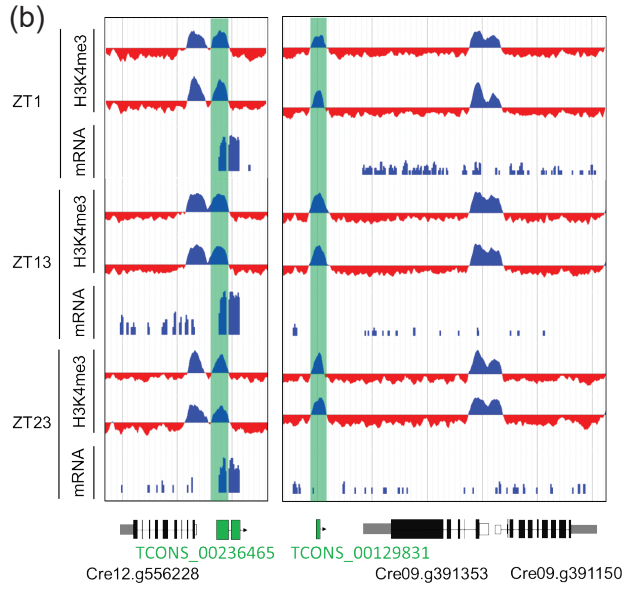 (b)
ZT1
H3K4me3
mRNA
ZT13
H3K4me3
mRNA
ZT23
H3K4me3
mRNA
TCONS_00236465
TCONS_00129831
Cre12.g556228
Cre09.g391353
Cre09.g391150